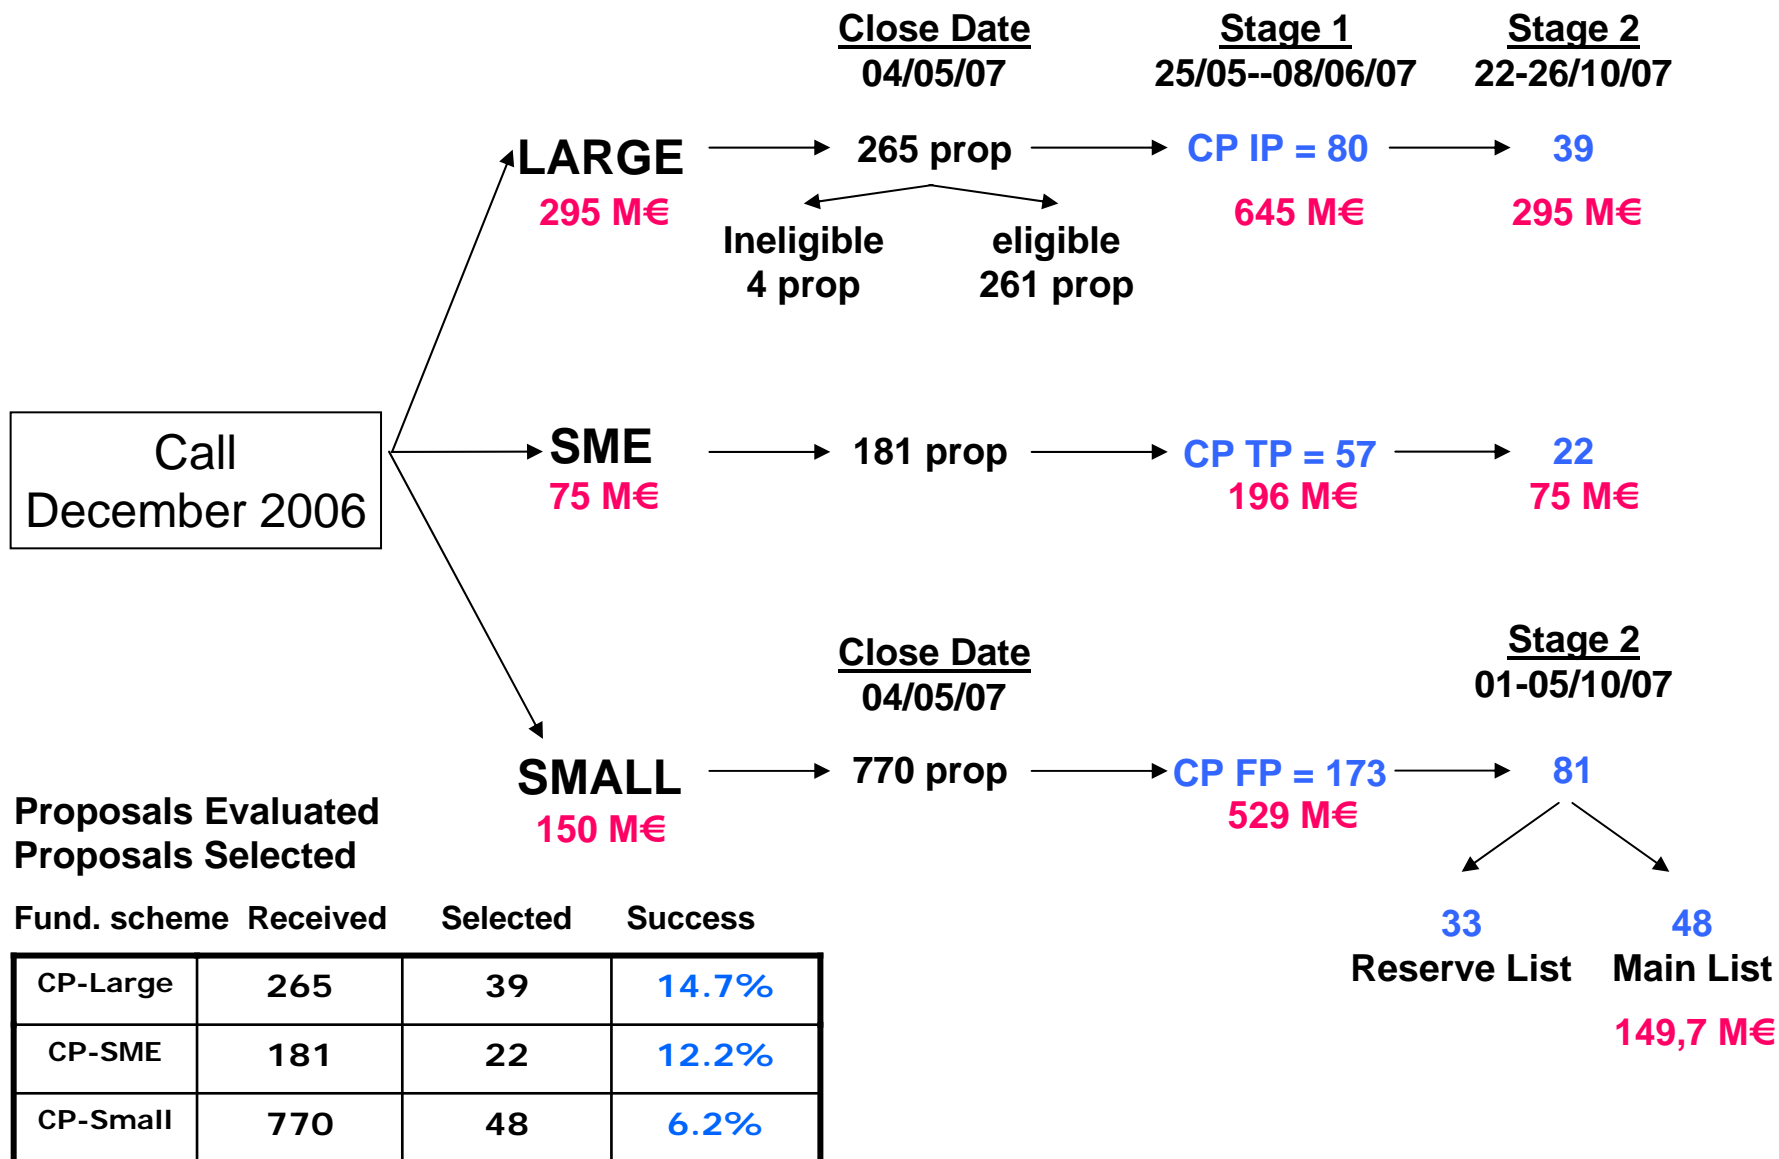 Close Date Stage 1 Stage 2
04/05/07 25/05--08/06/07 22-26/10/07
LARGE 265 prop CP IP = 80 39
295 M€ 645 M€ 295 M€
Ineligible eligible
4 prop 261 prop
Call
December 2006
SME 181 prop CP TP = 57 22
75 M€ 196 M€ 75 M€
Close Date Stage 2
04/05/07 01-05/10/07
SMALL 770 prop CP FP = 173 81
150 M€ 529 M€
33 48
Reserve List Main List
149,7 M€
Proposals Evaluated
Proposals Selected
Fund. scheme Received Selected Success
CP-Large 265 39 14.7%
CP-SME 181 22 12.2%
CP-Small 770 48 6.2%